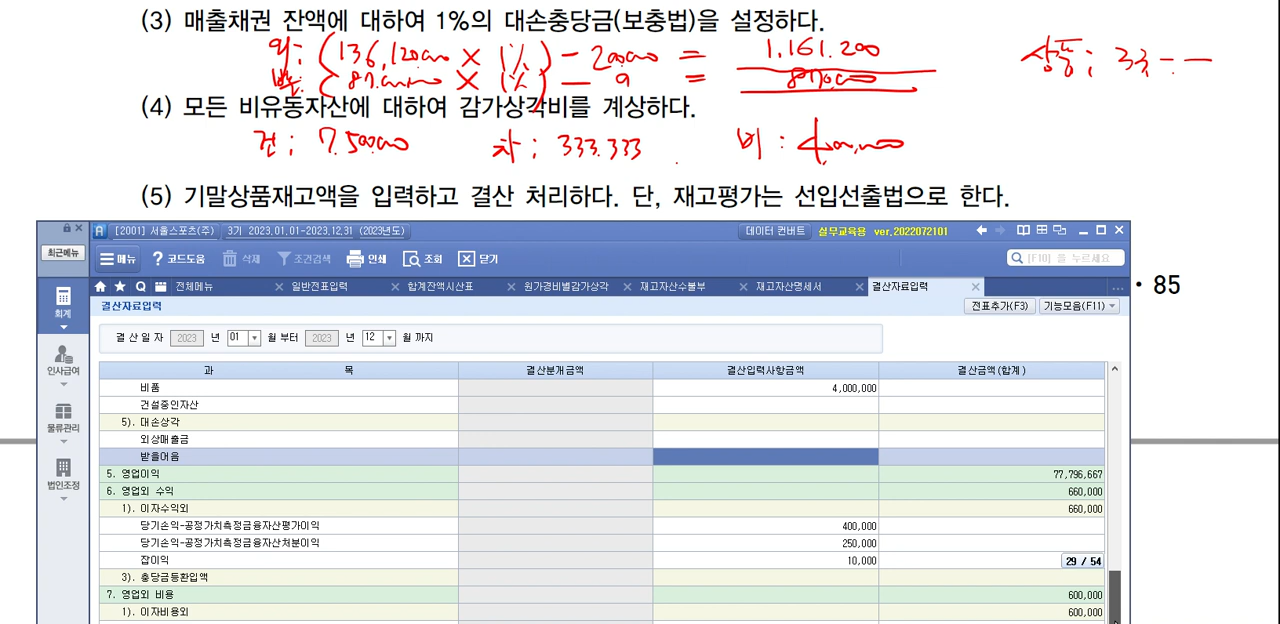 (3) 매출채권 잔액에 대하여 1%의 대손충당금(보충법)을 설정하다.
외: (136,120,000 × 1%) - 200,000 = 1,161,200
받: (87,000,000 × 1%) - 0 = 870,000
상품:
(4) 모든 비유동자산에 대하여 감가상각비를 계상하다.
건: 7,500,000 차: 333,333 비: 4,000,000
(5) 기말상품재고액을 입력하고 결산 처리하다. 단, 재고평가는 선입선출법으로 한다.
• 85
[2001] 서울스포츠(주) 3기 2023.01.01-2023.12.31 (2023년도) 데이터 컨버트 실무교육용 ver.2022072101
최근메뉴 메뉴 ? 코드도움 삭제 조건검색 인쇄 조회 닫기 [F10] 을 누르세요
전체메뉴 일반전표입력 합계잔액시산표 원가경비별감가상각 재고자산수불부 재고자산명세서 결산자료입력 ...
결산자료입력 전표추가(F3) 기능모음(F11)
결 산 일 자 2023 년 01 월 부터 2023 년 12 월 까지
과 목 결산분개금액 결산입력사항금액 결산금액(합계)
비품 4,000,000
건설중인자산
5). 대손상각
외상매출금
받을어음
5. 영업이익 77,796,667
6. 영업외 수익 660,000
1). 이자수익외 660,000
당기손익-공정가치측정금융자산평가이익 400,000
당기손익-공정가치측정금융자산처분이익 250,000
잡이익 10,000
29 / 54
3). 충당금등환입액
7. 영업외 비용 600,000
1). 이자비용외 600,000
회계
인사급여
물류관리
법인조정